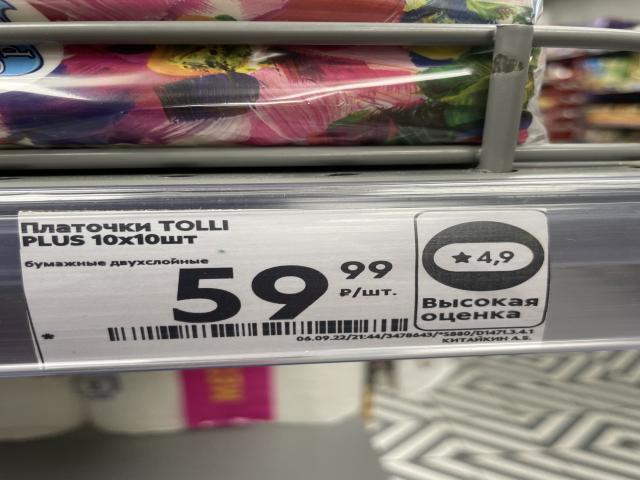 Платочки TOLLI
PLUS 10х10шт
бумажные двухслойные
59 99
₽/шт.
★ 4,9
Высокая
оценка
*
06.09.22/21:44/3478643/*5880/D1471.3.4.1
КИТАЙКИН А.Б.